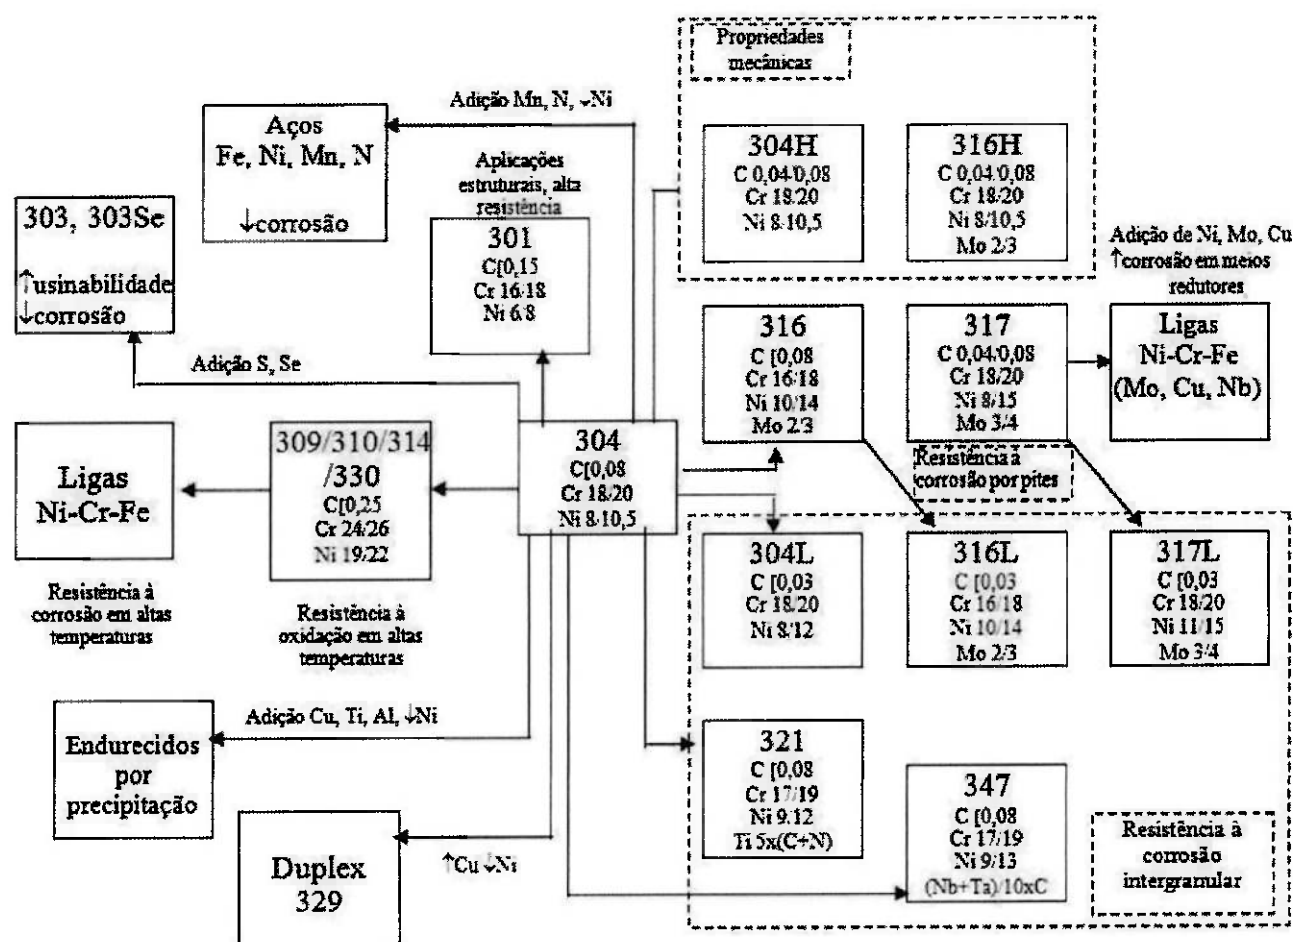 Propriedades
mecânicas
Adição Mn, N, ↓Ni
Aços
Fe, Ni, Mn, N
↓corrosão
Aplicações
estruturais, alta
resistência
304H
C 0,04/0,08
Cr 18/20
Ni 8/10,5
316H
C 0,04/0,08
Cr 18/20
Ni 8/10,5
Mo 2/3
303, 303Se
↑usinabilidade
↓corrosão
301
C[0,15
Cr 16/18
Ni 6/8
Adição de Ni, Mo, Cu
↑corrosão em meios
redutores
316
C [0,08
Cr 16/18
Ni 10/14
Mo 2/3
317
C 0,04/0,08
Cr 18/20
Ni 8/15
Mo 3/4
Ligas
Ni-Cr-Fe
(Mo, Cu, Nb)
Adição S, Se
Ligas
Ni-Cr-Fe
309/310/314
/330
C[0,25
Cr 24/26
Ni 19/22
304
C[0,08
Cr 18/20
Ni 8/10,5
Resistência à
corrosão por pites
Resistência à
corrosão em altas
temperaturas
Resistência à
oxidação em altas
temperaturas
304L
C [0,03
Cr 18/20
Ni 8/12
316L
C [0,03
Cr 16/18
Ni 10/14
Mo 2/3
317L
C [0,03
Cr 18/20
Ni 11/15
Mo 3/4
Adição Cu, Ti, Al, ↓Ni
Endurecidos
por
precipitação
321
C [0,08
Cr 17/19
Ni 9/12
Ti 5x(C+N)
347
C [0,08
Cr 17/19
Ni 9/13
(Nb+Ta)/10xC
Resistência à
corrosão
intergranular
Duplex
329
↑Cu ↓Ni